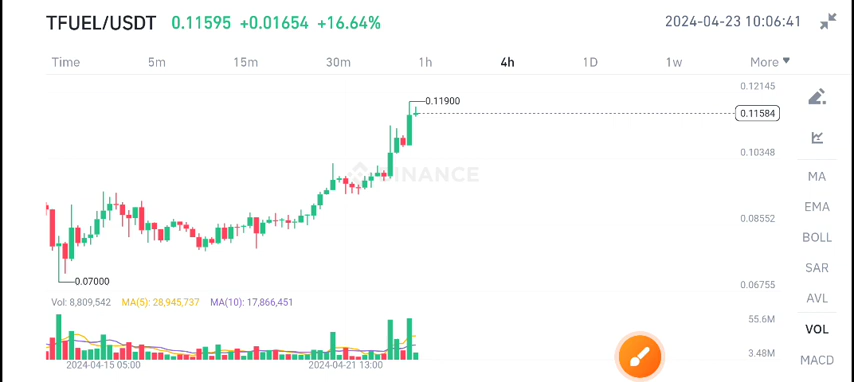 TFUEL/USDT 0.11595 +0.01654 +16.64% 2024-04-23 10:06:41
Time 5m 15m 30m 1h 4h 1D 1w More
0.12145
0.11900
0.11584
0.10348
BINANCE
0.08552
0.07000
0.06755
Vol: 8,809,542 MA(5): 28,945,737 MA(10): 17,866,451
55.6M
3.48M
2024-04-15 05:00 2024-04-21 13:00
MA
EMA
BOLL
SAR
AVL
VOL
MACD